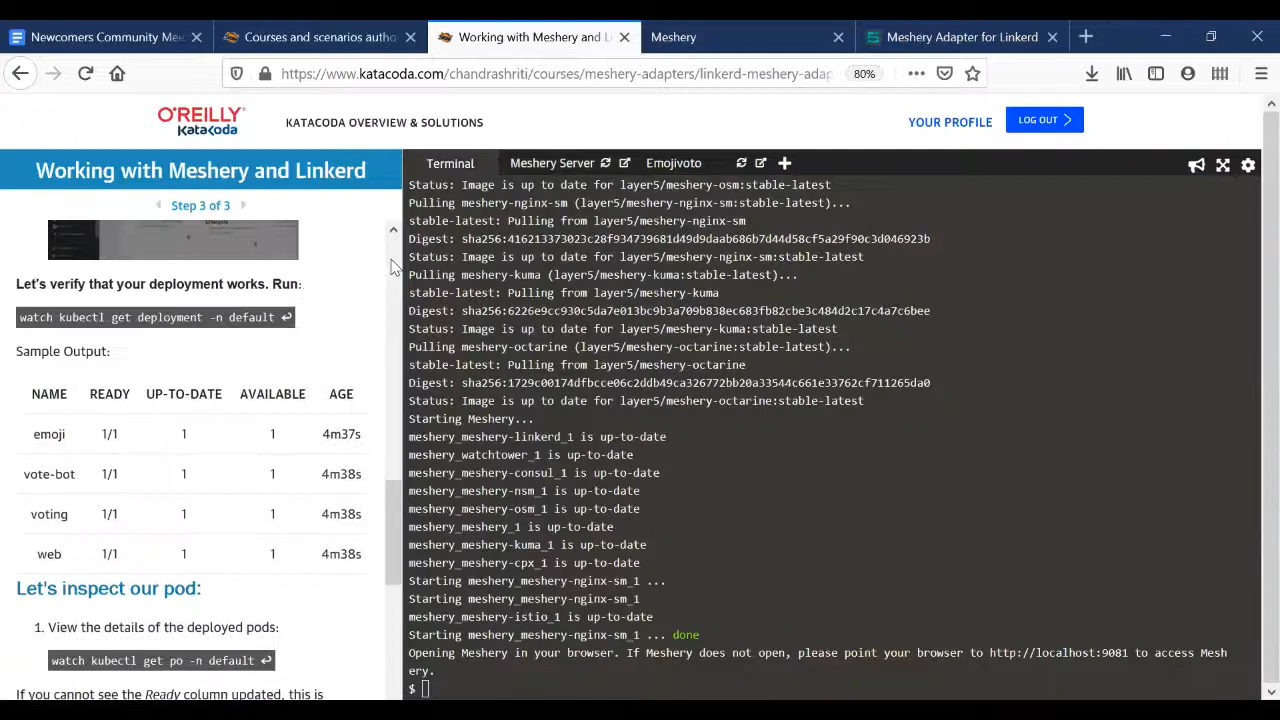 Newcomers Community Mee
Courses and scenarios autho
Working with Meshery and Li
Meshery
Meshery Adapter for Linkerd
https://www.katacoda.com/chandrashriti/courses/meshery-adapters/linkerd-meshery-adap
80%
O'REILLY
KATACODA OVERVIEW & SOLUTIONS
YOUR PROFILE
LOG OUT
Katacoda
Working with Meshery and Linkerd
Step 3 of 3
Let's verify that your deployment works. Run:
watch kubectl get deployment -n default
Sample Output:
NAME READY UP-TO-DATE AVAILABLE AGE
emoji 1/1 1 1 4m37s
vote-bot 1/1 1 1 4m38s
voting 1/1 1 1 4m38s
web 1/1 1 1 4m38s
Let's inspect our pod:
1. View the details of the deployed pods:
watch kubectl get po -n default
If you cannot see the Ready column updated, this is
Terminal
Meshery Server
Emojivoto
Status: Image is up to date for layer5/meshery-osm:stable-latest
Pulling meshery-nginx-sm (layer5/meshery-nginx-sm:stable-latest)...
stable-latest: Pulling from layer5/meshery-nginx-sm
Digest: sha256:416213373023c28f934739681d49d9daab686b7d44d58cf5a29f90c3d046923b
Status: Image is up to date for layer5/meshery-nginx-sm:stable-latest
Pulling meshery-kuma (layer5/meshery-kuma:stable-latest)...
stable-latest: Pulling from layer5/meshery-kuma
Digest: sha256:6226e9cc930c5da7e013bc9b3a709b838ec683fb82cbe3c484d2c17c4a7c6bee
Status: Image is up to date for layer5/meshery-kuma:stable-latest
Pulling meshery-octarine (layer5/meshery-octarine:stable-latest)...
stable-latest: Pulling from layer5/meshery-octarine
Digest: sha256:1729c00174dfbcce06c2ddb49ca326772bb20a33544c661e33762cf711265da0
Status: Image is up to date for layer5/meshery-octarine:stable-latest
Starting Meshery...
meshery_meshery-linkerd_1 is up-to-date
meshery_watchtower_1 is up-to-date
meshery_meshery-consul_1 is up-to-date
meshery_meshery-nsm_1 is up-to-date
meshery_meshery-osm_1 is up-to-date
meshery_meshery_1 is up-to-date
meshery_meshery-kuma_1 is up-to-date
meshery_meshery-cpx_1 is up-to-date
Starting meshery_meshery-nginx-sm_1 ...
Starting meshery_meshery-nginx-sm_1
meshery_meshery-istio_1 is up-to-date
Starting meshery_meshery-nginx-sm_1 ... done
Opening Meshery in your browser. If Meshery does not open, please point your browser to http://localhost:9081 to access Mesh
ery.
$